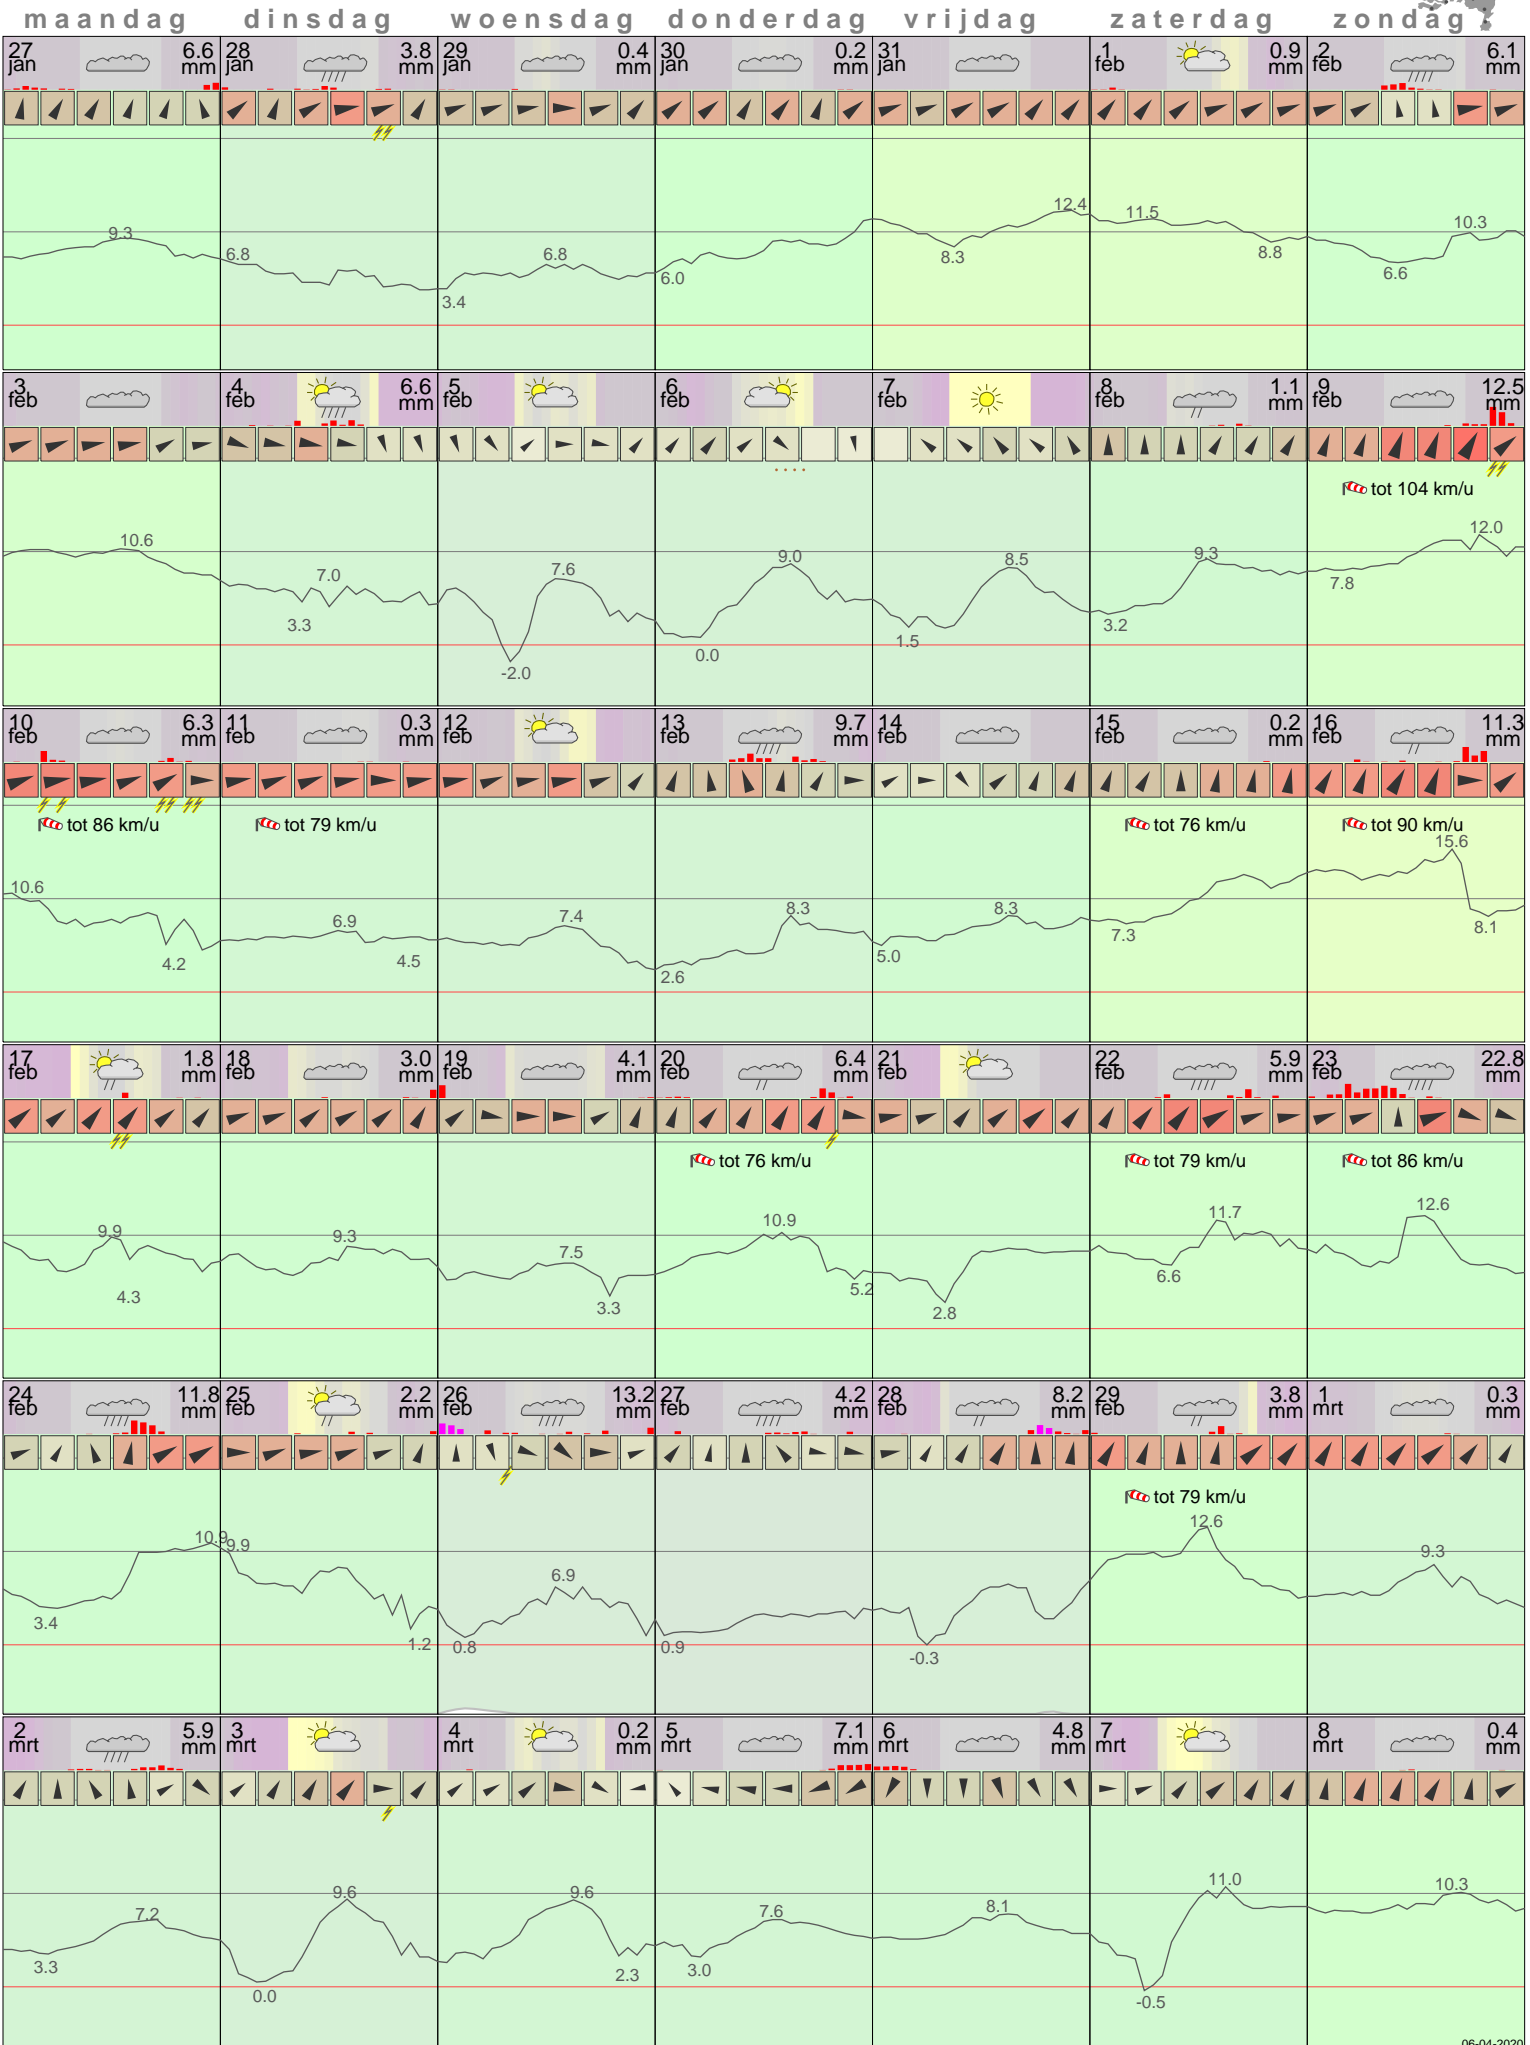 maandag dinsdag woensdag donderdag vrijdag zaterdag zondag
27 jan 6.6 mm 28 jan 3.8 mm 29 jan 0.4 mm 30 jan 0.2 mm 31 jan 1 feb 0.9 mm 2 feb 6.1 mm
9.3 6.8 3.4 6.8 6.0 8.3 12.4 11.5 8.8 6.6 10.3
3 feb 4 feb 6.6 mm 5 feb 6 feb 7 feb 8 feb 1.1 mm 9 feb 12.5 mm
tot 104 km/u
10.6 3.3 7.0 -2.0 7.6 0.0 9.0 1.5 8.5 3.2 9.3 7.8 12.0
10 feb 6.3 mm 11 feb 0.3 mm 12 feb 13 feb 9.7 mm 14 feb 15 feb 0.2 mm 16 feb 11.3 mm
tot 86 km/u tot 79 km/u tot 76 km/u tot 90 km/u
10.6 4.2 6.9 4.5 7.4 2.6 8.3 5.0 8.3 7.3 15.6 8.1
17 feb 1.8 mm 18 feb 3.0 mm 19 feb 4.1 mm 20 feb 6.4 mm 21 feb 22 feb 5.9 mm 23 feb 22.8 mm
tot 76 km/u tot 79 km/u tot 86 km/u
9.9 4.3 9.3 7.5 3.3 10.9 5.2 2.8 6.6 11.7 12.6
24 feb 11.8 25 feb 2.2 mm 26 feb 13.2 mm 27 feb 4.2 mm 28 feb 8.2 mm 29 feb 3.8 mm 1 mrt 0.3 mm
tot 79 km/u
3.4 10.9 9.9 1.2 0.8 6.9 0.9 -0.3 12.6 9.3
2 mrt 5.9 mm 3 mrt 4 mrt 0.2 mm 5 mrt 7.1 mm 6 mrt 4.8 mm 7 mrt 8 mrt 0.4 mm
3.3 7.2 0.0 9.6 9.6 2.3 3.0 7.6 8.1 -0.5 11.0 10.3
06-04-2020